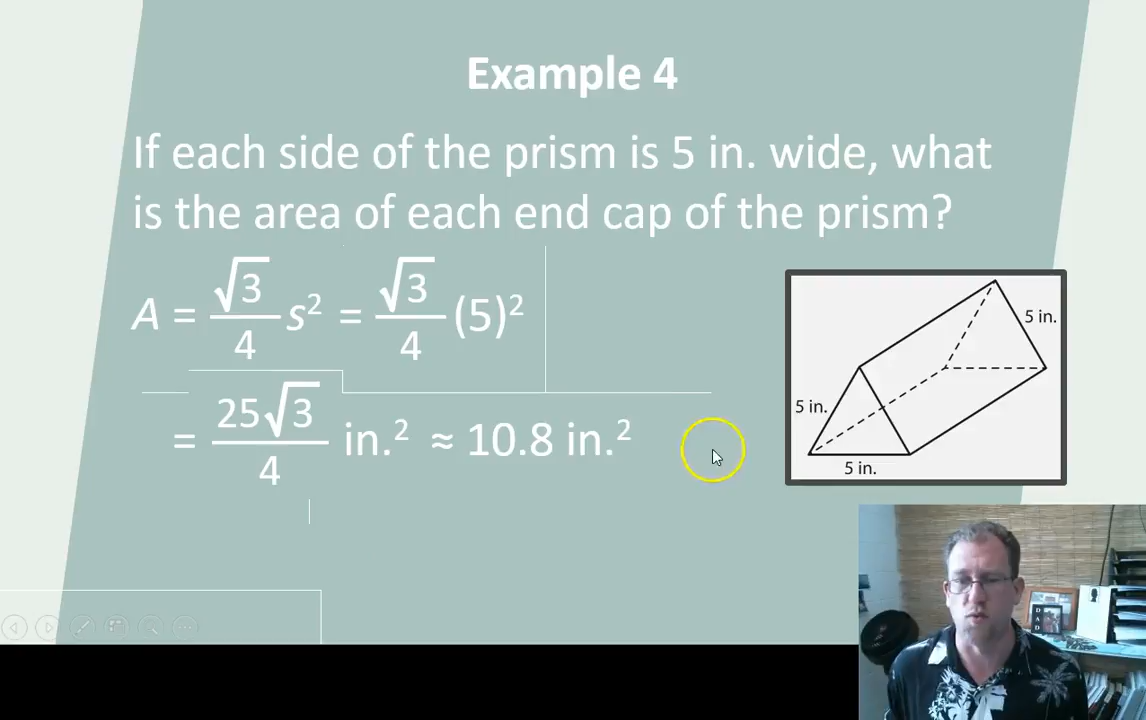 Example 4
If each side of the prism is 5 in. wide, what
is the area of each end cap of the prism?
A = √3/4 s² = √3/4 (5)²
= 25√3/4 in.² ≈ 10.8 in.²
5 in.
5 in.
5 in.
DAD